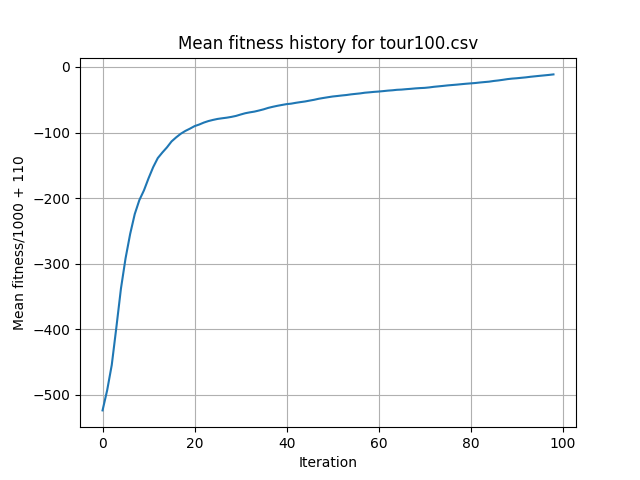 Mean fitness history for tour100.csv
Mean fitness/1000 + 110
0
−100
−200
−300
−400
−500
0 20 40 60 80 100
Iteration